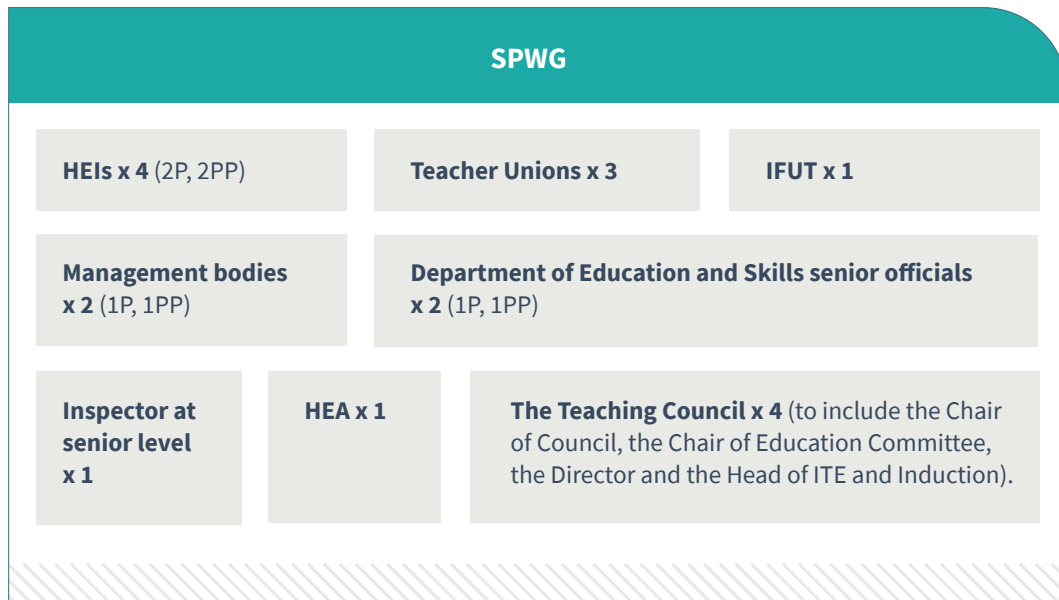 SPWG
HEIs x 4 (2P, 2PP)
Teacher Unions x 3
IFUT x 1
Management bodies
x 2 (1P, 1PP)
Department of Education and Skills senior officials
x 2 (1P, 1PP)
Inspector at
senior level
x 1
HEA x 1
The Teaching Council x 4 (to include the Chair
of Council, the Chair of Education Committee,
the Director and the Head of ITE and Induction).